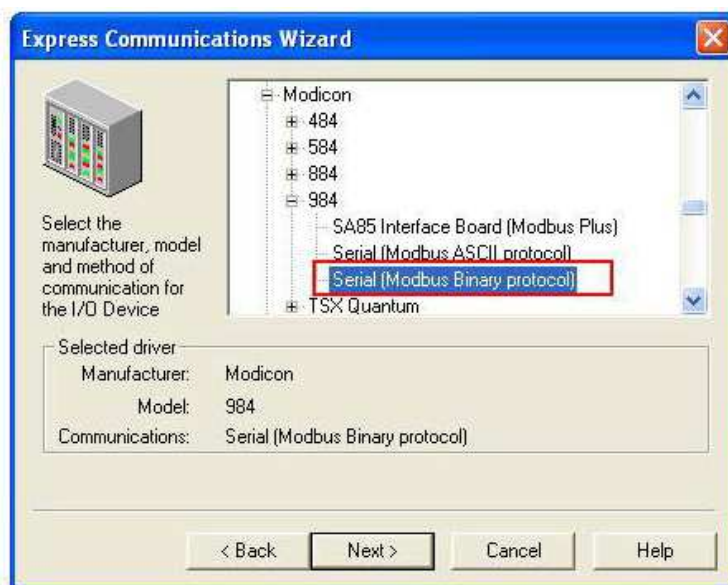 Express Communications Wizard
Modicon
484
584
884
984
SA85 Interface Board (Modbus Plus)
Serial (Modbus ASCII protocol)
Serial (Modbus Binary protocol)
TSX Quantum
Select the
manufacturer, model
and method of
communication for
the I/O Device
Selected driver
Manufacturer: Modicon
Model: 984
Communications: Serial (Modbus Binary protocol)
< Back Next > Cancel Help